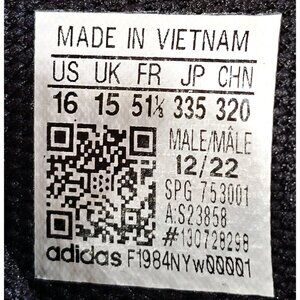 MADE IN VIETNAM
US UK FR JP CHN
16 15 51⅓ 335 320
MALE/MÂLE
12/22
SPG 753001
A:S23858
#130728298
adidas F1984NYw00001